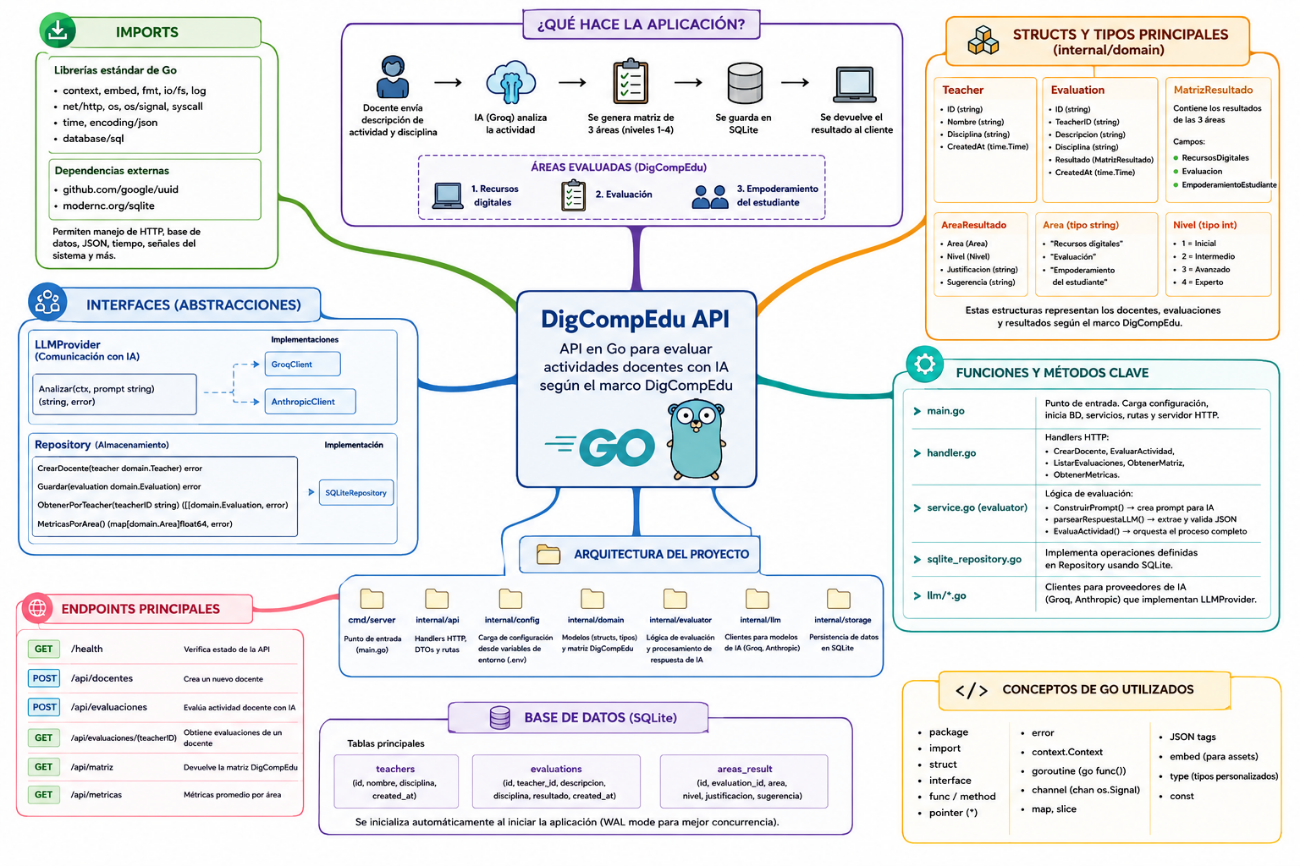 IMPORTS
Librerías estándar de Go
• context, embed, fmt, io/fs, log
• net/http, os, os/signal, syscall
• time, encoding/json
• database/sql
Dependencias externas
• github.com/google/uuid
• modernc.org/sqlite
Permiten manejo de HTTP, base de
datos, JSON, tiempo, señales del
sistema y más.
¿QUÉ HACE LA APLICACIÓN?
Docente envía
descripción de
actividad y disciplina
IA (Groq) analiza
la actividad
Se genera matriz de
3 áreas (niveles 1-4)
Se guarda en
SQLite
Se devuelve el
resultado al cliente
ÁREAS EVALUADAS (DigCompEdu)
1. Recursos
digitales
2. Evaluación
3. Empoderamiento
del estudiante
STRUCTS Y TIPOS PRINCIPALES
(internal/domain)
Teacher
• ID (string)
• Nombre (string)
• Disciplina (string)
• CreatedAt (time.Time)
Evaluation
• ID (string)
• TeacherID (string)
• Descripcion (string)
• Disciplina (string)
• Resultado (MatrizResultado)
• CreatedAt (time.Time)
MatrizResultado
Contiene los resultados
de las 3 áreas
Campos:
• RecursosDigitales
• Evaluacion
• EmpoderamientoEstudiante
AreaResultado
• Area (Area)
• Nivel (Nivel)
• Justificacion (string)
• Sugerencia (string)
Area (tipo string)
• "Recursos digitales"
• "Evaluación"
• "Empoderamiento
del estudiante"
Nivel (tipo int)
• 1 = Inicial
• 2 = Intermedio
• 3 = Avanzado
• 4 = Experto
Estas estructuras representan los docentes, evaluaciones
y resultados según el marco DigCompEdu.
INTERFACES (ABSTRACCIONES)
LLMProvider
(Comunicación con IA)
Analizar(ctx, prompt string)
(string, error)
Implementaciones
GroqClient
AnthropicClient
Repository (Almacenamiento)
Implementación
CrearDocente(teacher domain.Teacher) error
Guardar(evaluation domain.Evaluation) error
ObtenerPorTeacher(teacherID string) ([[domain.Evaluation, error)
MetricasPorArea() (map[domain.Area]float64, error)
SQLiteRepository
DigCompEdu API
API en Go para evaluar
actividades docentes con IA
según el marco DigCompEdu
GO
FUNCIONES Y MÉTODOS CLAVE
main.go
Punto de entrada. Carga configuración,
inicia BD, servicios, rutas y servidor HTTP.
handler.go
Handlers HTTP:
• CrearDocente, EvaluarActividad,
• ListarEvaluaciones, ObtenerMatriz,
• ObtenerMetricas.
service.go (evaluator)
Lógica de evaluación:
• ConstruirPrompt() → crea prompt para IA
• parsearRespuestaLLM() → extrae y valida JSON
• EvaluaActividad() → orquesta el proceso completo
sqlite_repository.go
Implementa operaciones definidas
en Repository usando SQLite.
llm/*.go
Clientes para proveedores de IA
(Groq, Anthropic) que implementan LLMProvider.
ARQUITECTURA DEL PROYECTO
cmd/server
Punto de entrada
(main.go)
internal/api
Handlers HTTP,
DTOs y rutas
internal/config
Carga de configuración
desde variables de
entorno (.env)
internal/domain
Modelos (structs, tipos)
y matriz DigCompEdu
internal/evaluator
Lógica de evaluación
y procesamiento de
respuesta de IA
internal/llm
Clientes para modelos
de IA (Groq, Anthropic)
internal/storage
Persistencia de datos
en SQLite
ENDPOINTS PRINCIPALES
GET /health Verifica estado de la API
POST /api/docentes Crea un nuevo docente
POST /api/evaluaciones Evalúa actividad docente con IA
GET /api/evaluaciones/{teacherID} Obtiene evaluaciones de un
docente
GET /api/matriz Devuelve la matriz DigCompEdu
GET /api/metricas Métricas promedio por área
BASE DE DATOS (SQLite)
Tablas principales
teachers
(id, nombre, disciplina,
created_at)
evaluations
(id, teacher_id, descripcion,
disciplina, resultado, created_at)
areas_result
(id, evaluation_id, area,
nivel, justificacion, sugerencia)
Se inicializa automáticamente al iniciar la aplicación (WAL mode para mejor concurrencia).
</> CONCEPTOS DE GO UTILIZADOS
• package
• import
• struct
• interface
• func / method
• pointer (*)
• error
• context.Context
• goroutine (go func())
• channel (chan os.Signal)
• map, slice
• JSON tags
• embed (para assets)
• type (tipos personalizados)
• const